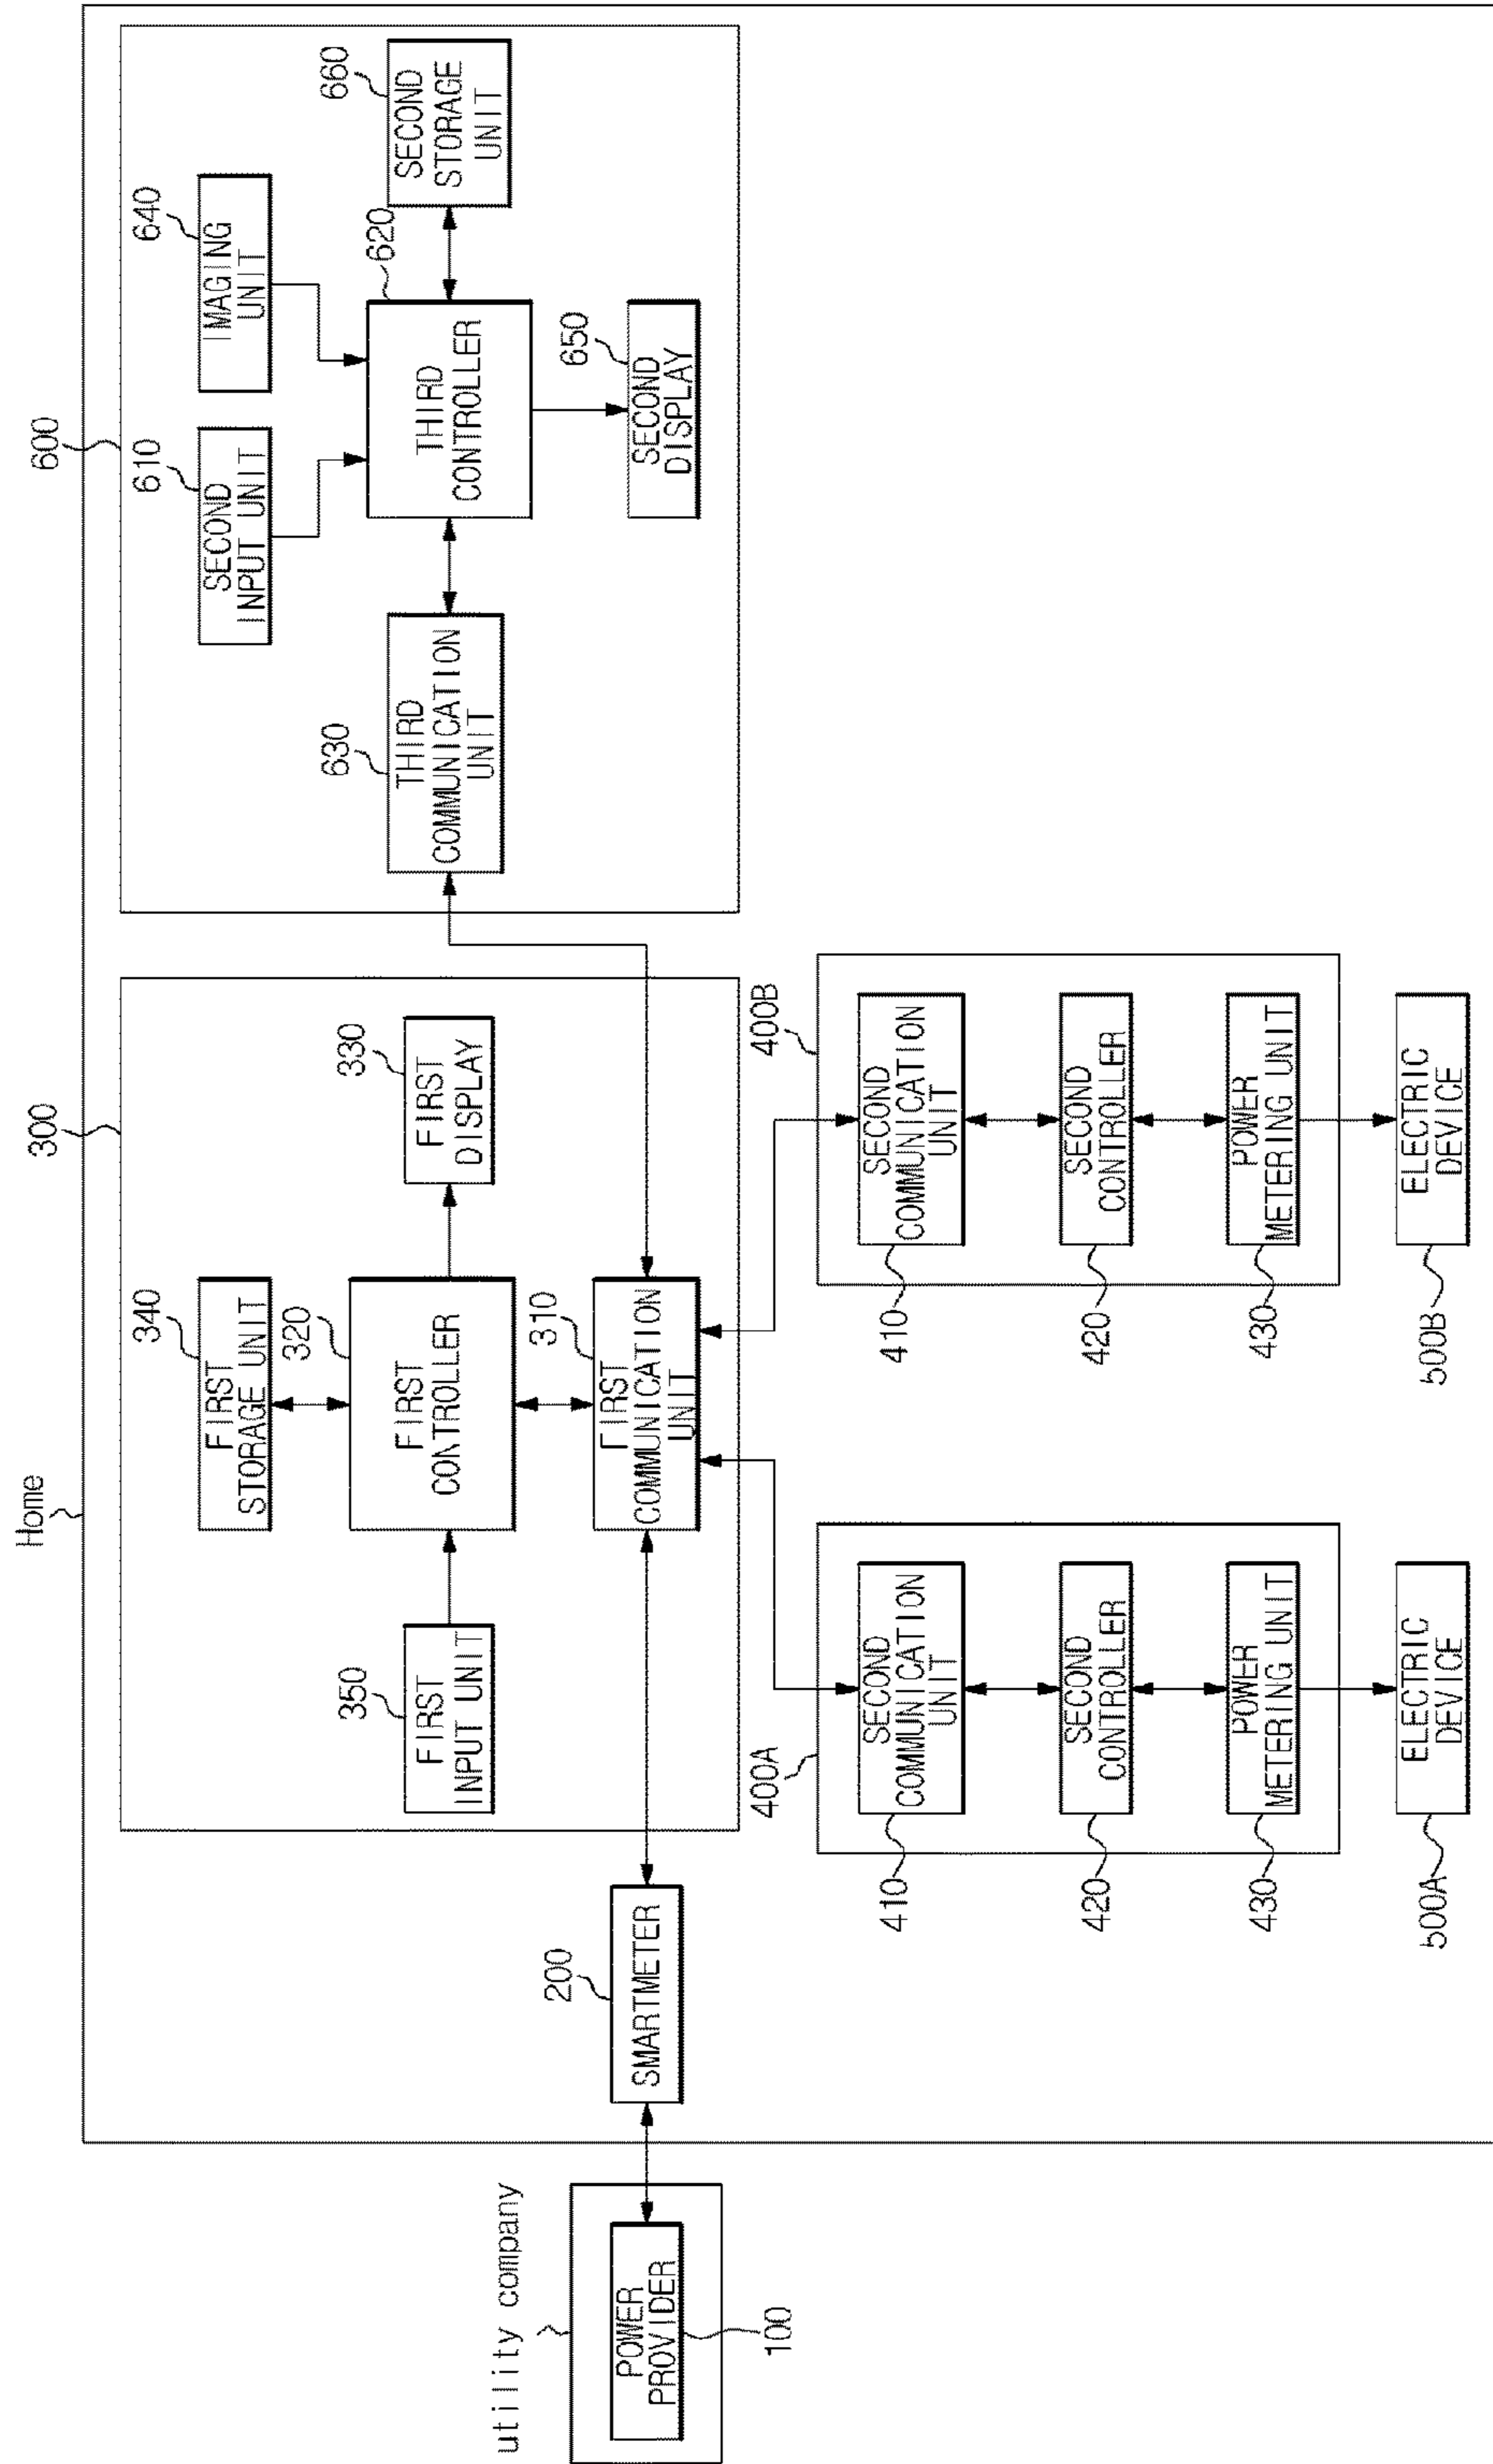 Home
utility company
POWER
PROVIDER
100
SMARTMETER
200
300
FIRST
STORAGE UNIT
340
FIRST
INPUT UNIT
350
FIRST
CONTROLLER
320
FIRST
DISPLAY
330
FIRST
COMMUNICATION
UNIT
310
400A
SECOND
COMMUNICATION
UNIT
410
SECOND
CONTROLLER
420
POWER
METERING UNIT
430
ELECTRIC
DEVICE
500A
400B
SECOND
COMMUNICATION
UNIT
410
SECOND
CONTROLLER
420
POWER
METERING UNIT
430
ELECTRIC
DEVICE
500B
600
SECOND
INPUT UNIT
610
IMAGING
UNIT
640
THIRD
COMMUNICATION
UNIT
630
THIRD
CONTROLLER
620
SECOND
STORAGE
UNIT
660
SECOND
DISPLAY
650